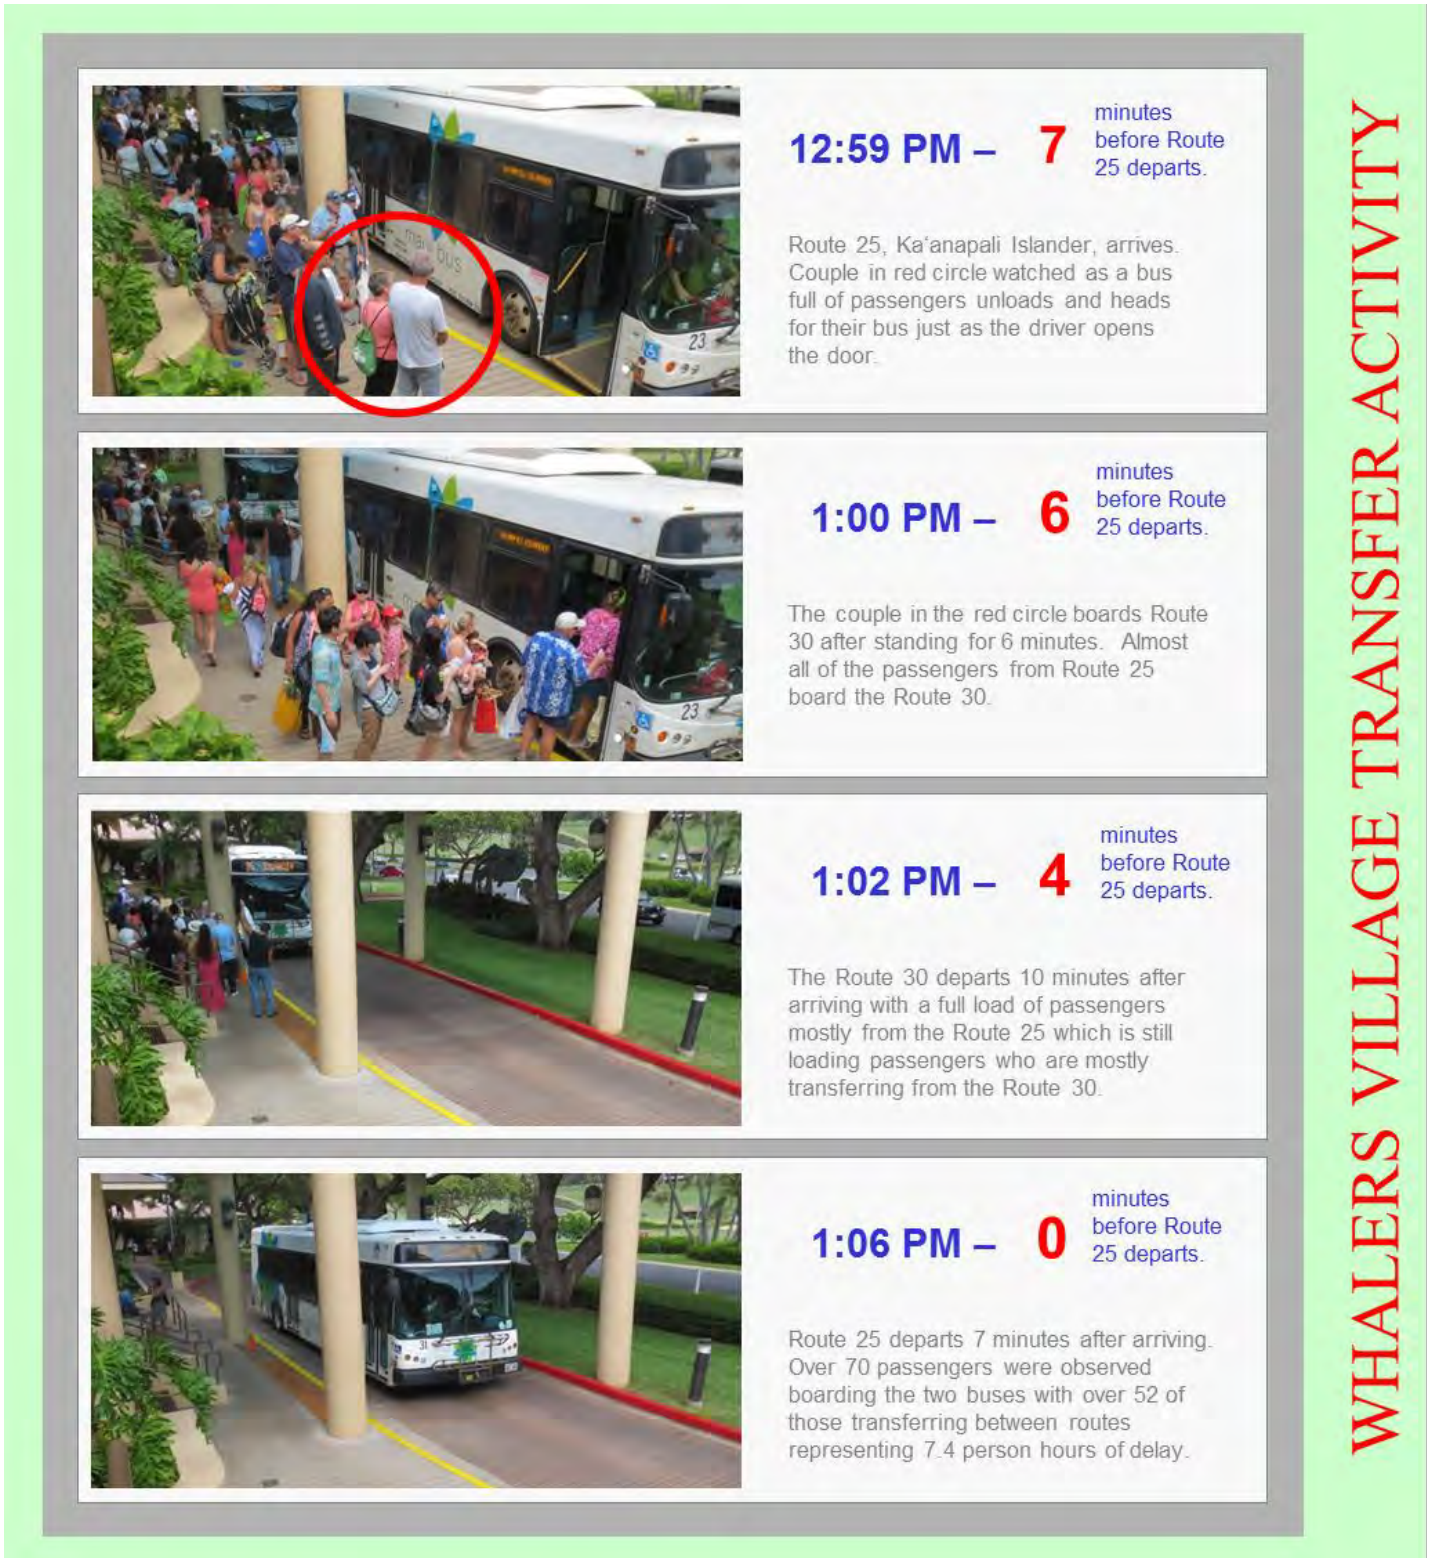 12:59 PM – 7
minutes
before Route
25 departs.
Route 25, Kaʻanapali Islander, arrives.
Couple in red circle watched as a bus
full of passengers unloads and heads
for their bus just as the driver opens
the door.
maui bus
23
1:00 PM – 6
minutes
before Route
25 departs.
The couple in the red circle boards Route
30 after standing for 6 minutes. Almost
all of the passengers from Route 25
board the Route 30.
23
1:02 PM – 4
minutes
before Route
25 departs.
The Route 30 departs 10 minutes after
arriving with a full load of passengers
mostly from the Route 25 which is still
loading passengers who are mostly
transferring from the Route 30.
1:06 PM – 0
minutes
before Route
25 departs.
Route 25 departs 7 minutes after arriving.
Over 70 passengers were observed
boarding the two buses with over 52 of
those transferring between routes
representing 7.4 person hours of delay.
31
WHALERS VILLAGE TRANSFER ACTIVITY